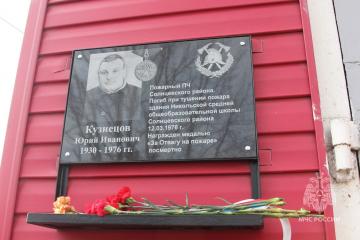 Кузнецов
Юрий Иванович
1930 - 1976 гг.
Пожарный ПЧ
Солнцевского района.
Погиб при тушении пожара
здания Никольской средней
общеобразовательной школы
Солнцевского района
12.03.1976 г.
Награжден медалью
«За Отвагу на пожаре»
посмертно
МЧС РОССИИ